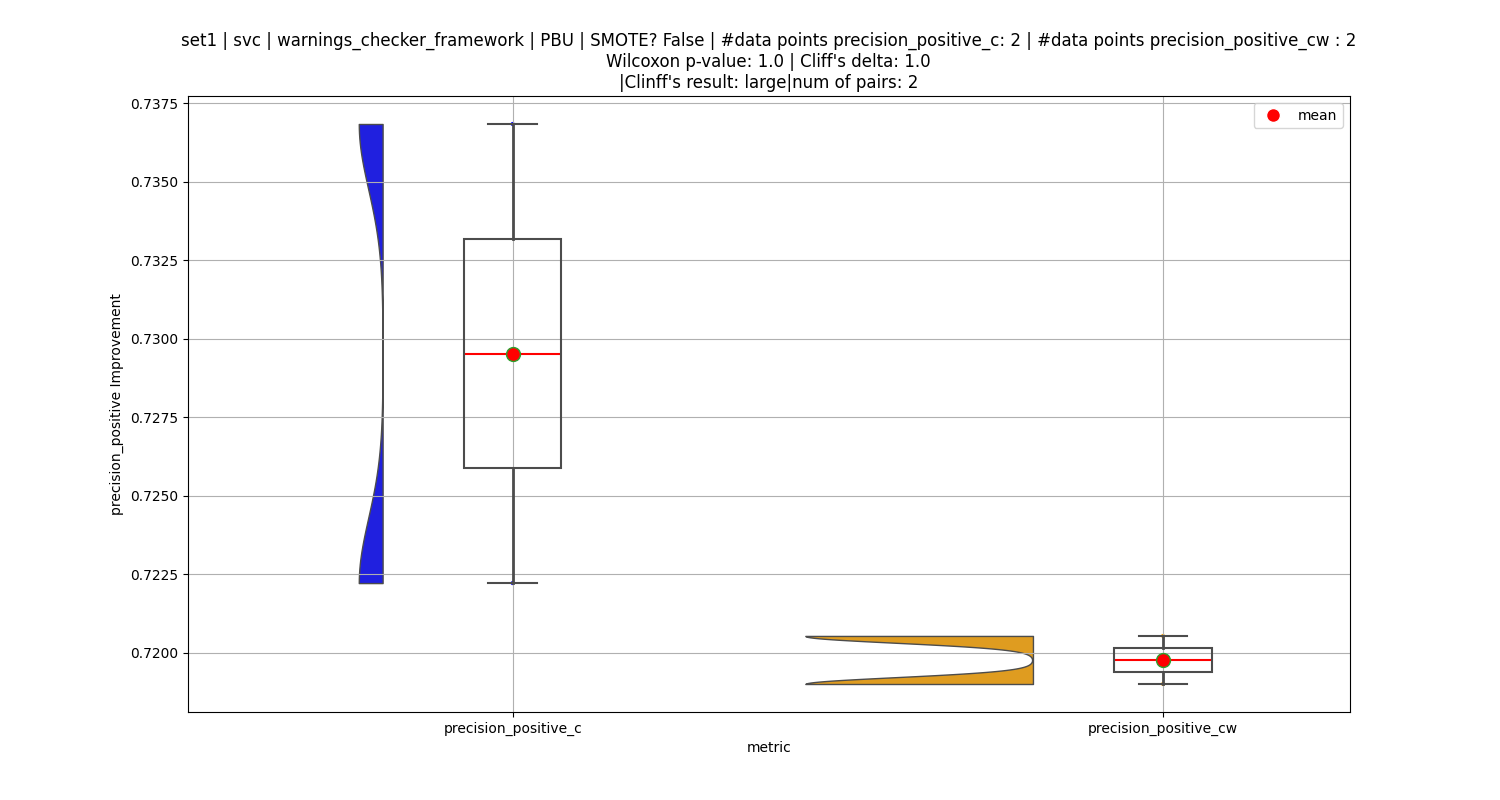 set1 | svc | warnings_checker_framework | PBU | SMOTE? False | #data points precision_positive_c: 2 | #data points precision_positive_cw : 2
Wilcoxon p-value: 1.0 | Cliff's delta: 1.0
|Clinff's result: large|num of pairs: 2
mean
0.7375
0.7350
0.7325
0.7300
0.7275
0.7250
0.7225
0.7200
precision_positive Improvement
precision_positive_c
precision_positive_cw
metric